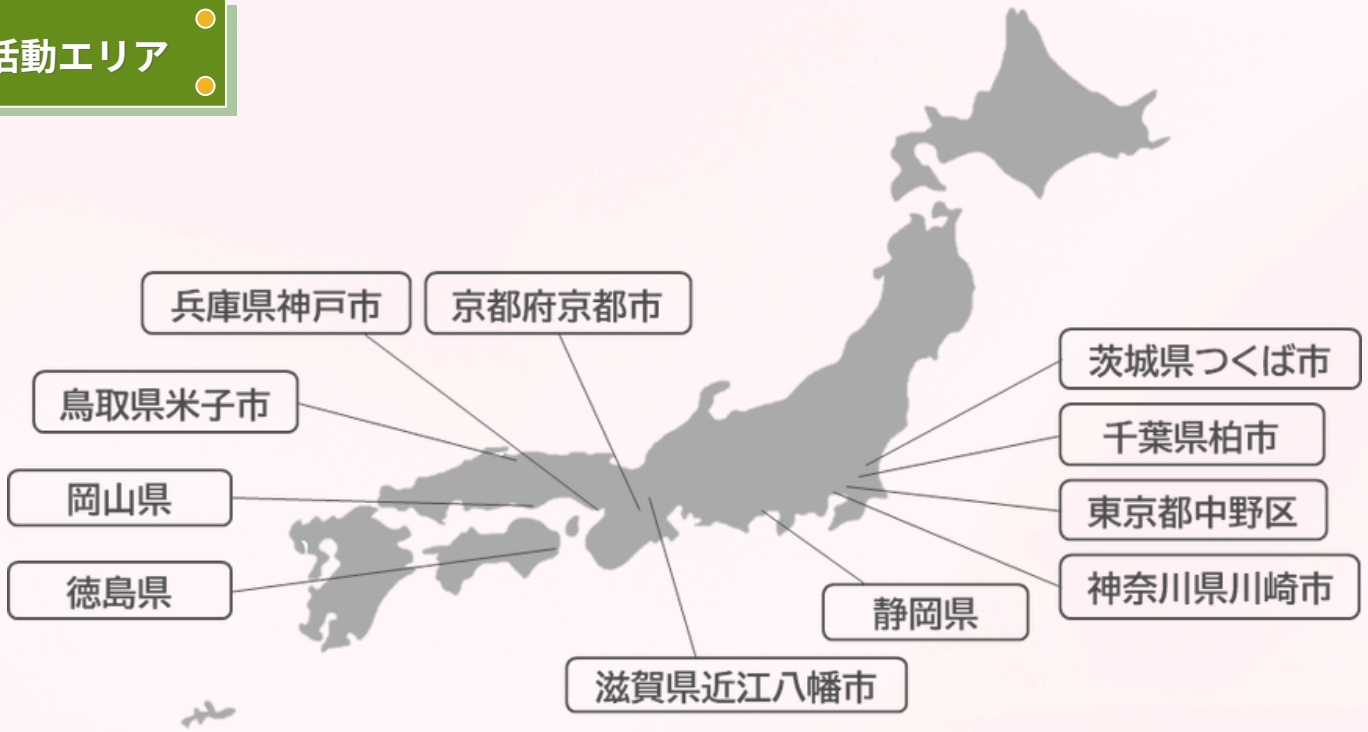 活動エリア
兵庫県神戸市
京都府京都市
茨城県つくば市
鳥取県米子市
千葉県柏市
岡山県
東京都中野区
徳島県
神奈川県川崎市
静岡県
滋賀県近江八幡市